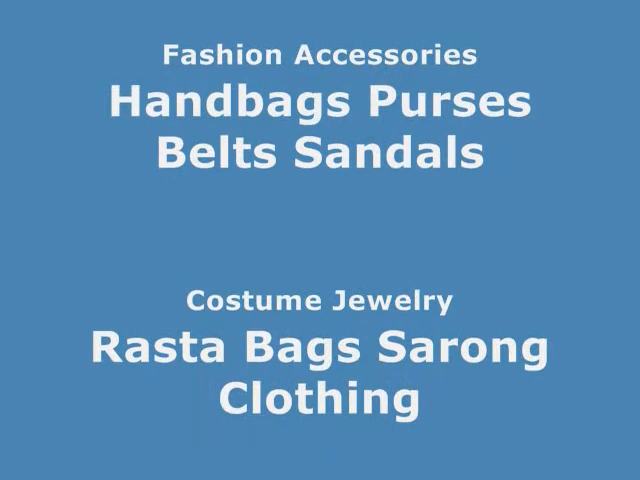 Fashion Accessories
Handbags Purses
Belts Sandals
Costume Jewelry
Rasta Bags Sarong
Clothing